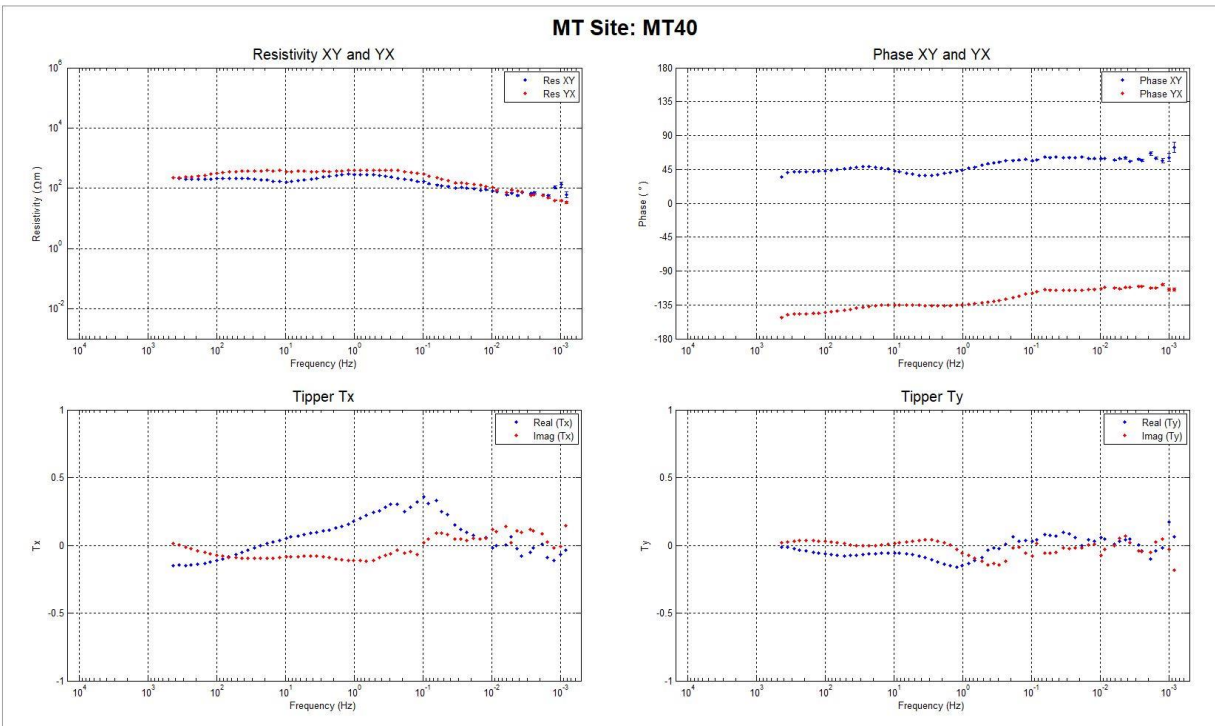 MT Site: MT40
Resistivity XY and YX
Res XY
Res YX
Resistivity (Ωm)
10^6
10^4
10^2
10^0
10^-2
10^4 10^3 10^2 10^1 10^0 10^-1 10^-2 10^-3
Frequency (Hz)
Phase XY and YX
Phase XY
Phase YX
Phase (°)
180
135
90
45
0
-45
-90
-135
-180
10^4 10^3 10^2 10^1 10^0 10^-1 10^-2 10^-3
Frequency (Hz)
Tipper Tx
Real (Tx)
Imag (Tx)
Tx
1
0.5
0
-0.5
-1
10^4 10^3 10^2 10^1 10^0 10^-1 10^-2 10^-3
Frequency (Hz)
Tipper Ty
Real (Ty)
Imag (Ty)
Ty
1
0.5
0
-0.5
-1
10^4 10^3 10^2 10^1 10^0 10^-1 10^-2 10^-3
Frequency (Hz)